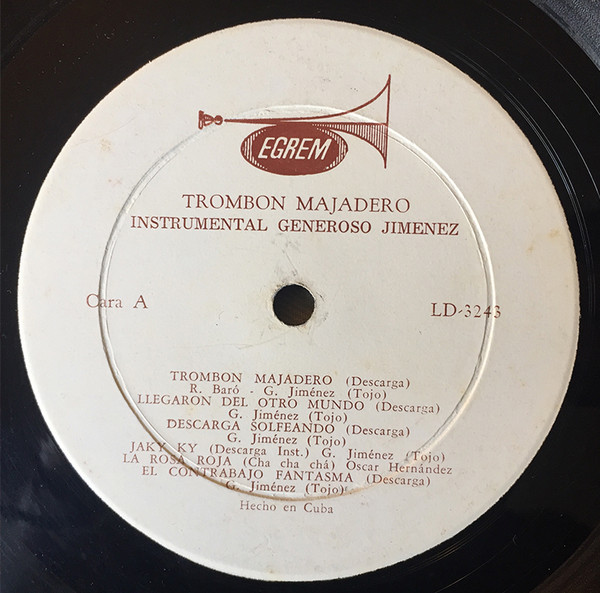 EGREM
TROMBON MAJADERO
INSTRUMENTAL GENEROSO JIMENEZ
Cara A
LD-3243
TROMBON MAJADERO (Descarga)
R. Baró - G. Jiménez (Tojo)
LLEGARON DEL OTRO MUNDO (Descarga)
G. Jiménez (Tojo)
DESCARGA SOLFEANDO (Descarga)
G. Jiménez (Tojo)
JAKY KY (Descarga Inst.) G. Jiménez (Tojo)
LA ROSA ROJA (Cha cha chá) Oscar Hernández
EL CONTRABAJO FANTASMA (Descarga)
G. Jiménez (Tojo)
Hecho en Cuba